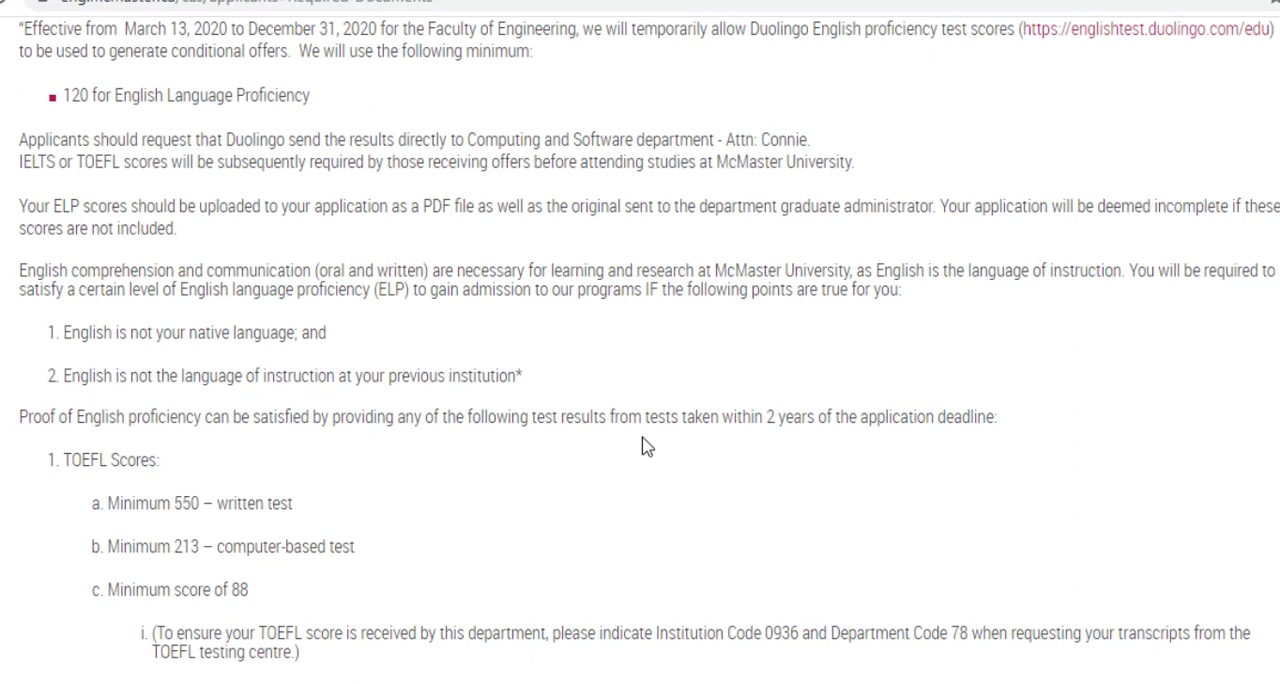 *Effective from March 13, 2020 to December 31, 2020 for the Faculty of Engineering, we will temporarily allow Duolingo English proficiency test scores (https://englishtest.duolingo.com/edu)
to be used to generate conditional offers. We will use the following minimum:
120 for English Language Proficiency
Applicants should request that Duolingo send the results directly to Computing and Software department - Attn: Connie.
IELTS or TOEFL scores will be subsequently required by those receiving offers before attending studies at McMaster University.
Your ELP scores should be uploaded to your application as a PDF file as well as the original sent to the department graduate administrator. Your application will be deemed incomplete if these
scores are not included.
English comprehension and communication (oral and written) are necessary for learning and research at McMaster University, as English is the language of instruction. You will be required to
satisfy a certain level of English language proficiency (ELP) to gain admission to our programs IF the following points are true for you:
1. English is not your native language; and
2. English is not the language of instruction at your previous institution*
Proof of English proficiency can be satisfied by providing any of the following test results from tests taken within 2 years of the application deadline:
1. TOEFL Scores:
a. Minimum 550 – written test
b. Minimum 213 – computer-based test
c. Minimum score of 88
i. (To ensure your TOEFL score is received by this department, please indicate Institution Code 0936 and Department Code 78 when requesting your transcripts from the
TOEFL testing centre.)